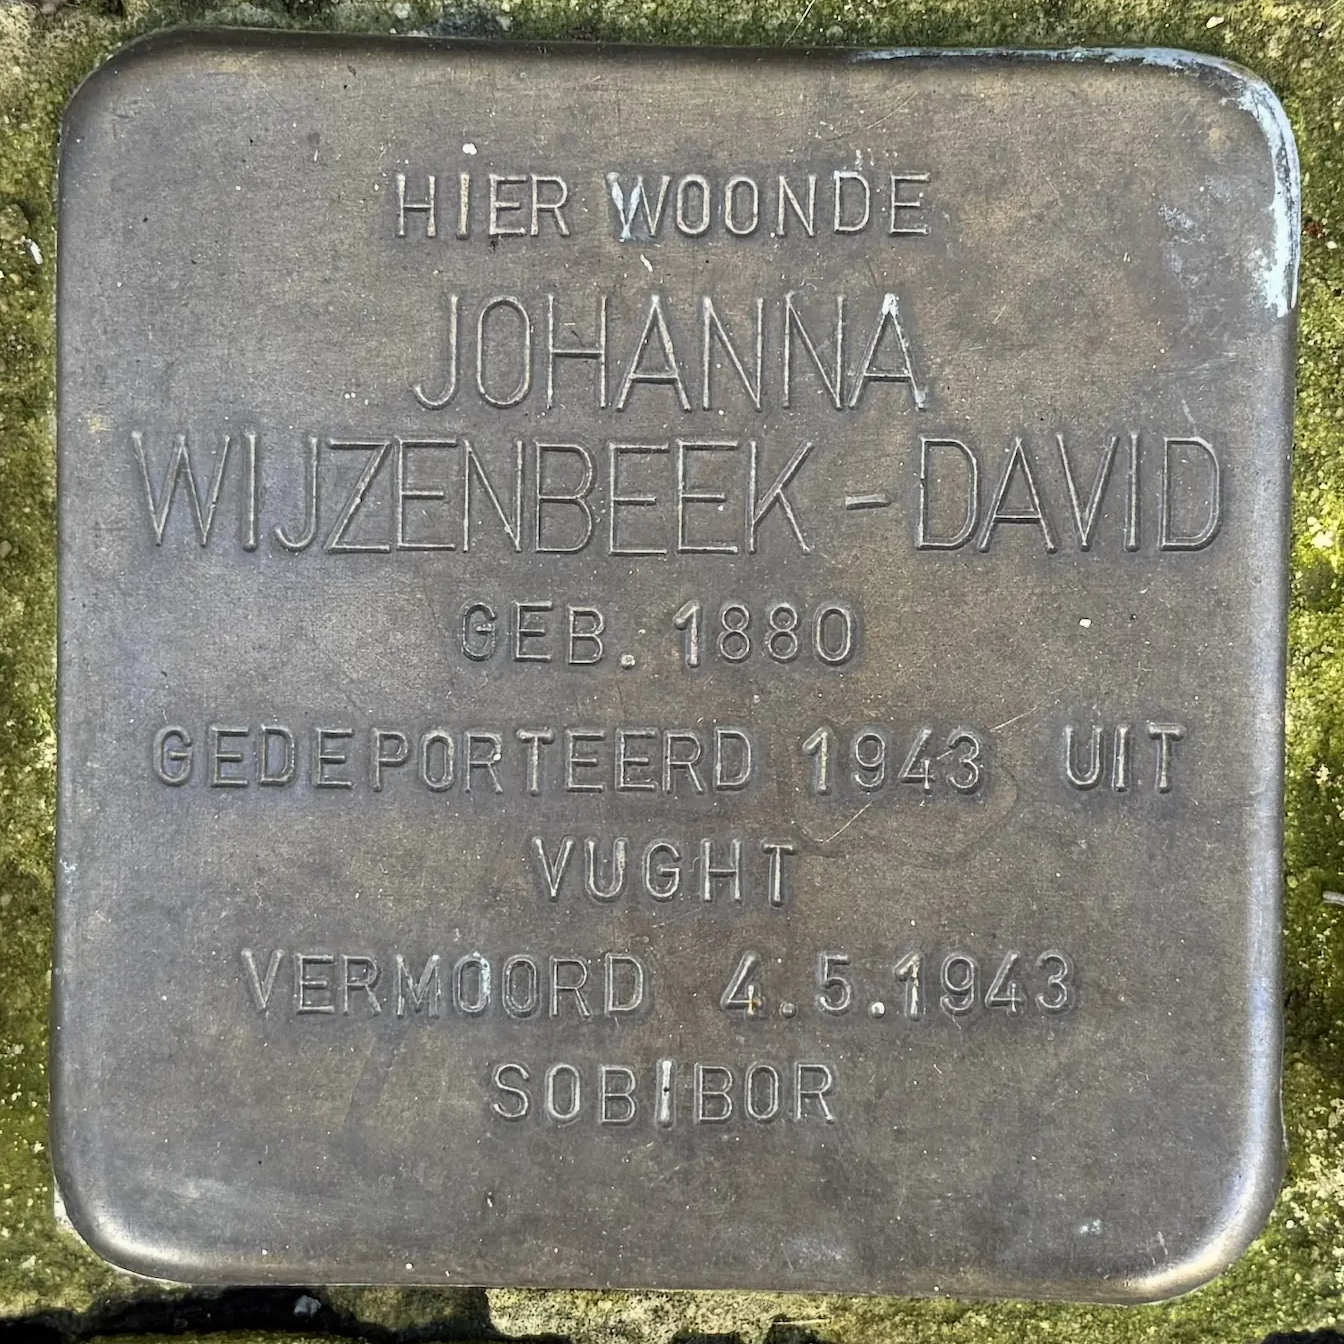 HIER WOONDE
JOHANNA
WIJZENBEEK - DAVID
GEB. 1880
GEDEPORTEERD 1943 UIT
VUGHT
VERMOORD 4.5.1943
SOBIBOR